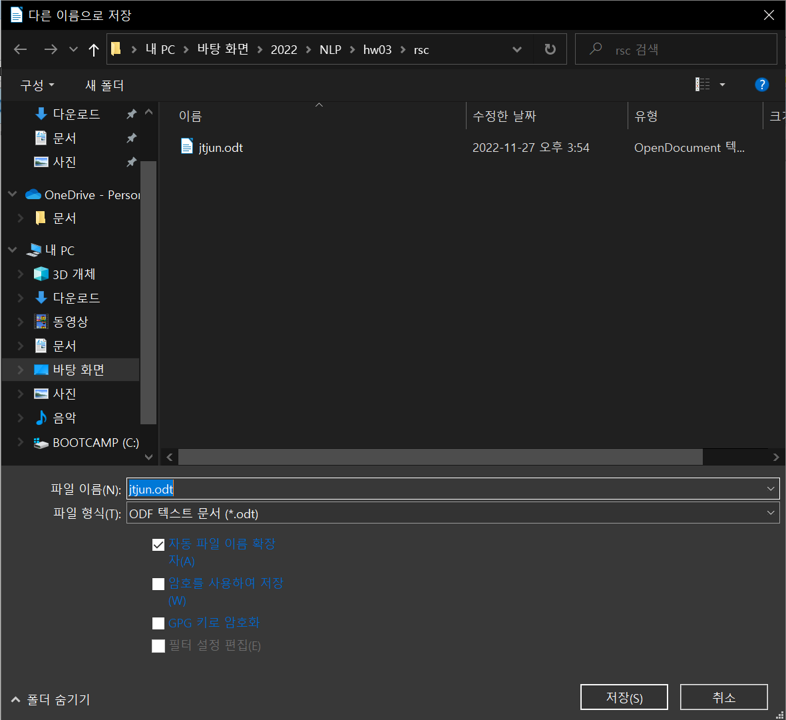 다른 이름으로 저장
내 PC 바탕 화면 2022 NLP hw03 rsc
rsc 검색
구성 새 폴더
다운로드
문서
사진
OneDrive - Person
문서
내 PC
3D 개체
다운로드
동영상
문서
바탕 화면
사진
음악
BOOTCAMP (C:)
이름 수정한 날짜 유형 크기
jtjun.odt 2022-11-27 오후 3:54 OpenDocument 텍...
파일 이름(N): jtjun.odt
파일 형식(T): ODF 텍스트 문서 (*.odt)
자동 파일 이름 확장
자(A)
암호를 사용하여 저장
(W)
GPG 키로 암호화
필터 설정 편집(E)
폴더 숨기기
저장(S) 취소